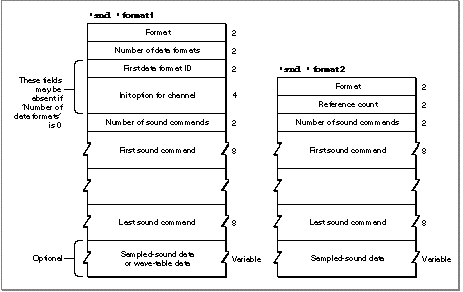 'snd ' format1
Format 2
Number of data formats 2
First data format ID 2
These fields
may be
absent if
'Number of
data formats'
is 0
Init option for channel 4
Number of sound commands 2
First sound command 8
Last sound command 8
Optional
Sampled-sound data
or wave-table data
Variable
'snd ' format2
Format 2
Reference count 2
Number of sound commands 2
First sound command 8
Last sound command 8
Sampled-sound data Variable